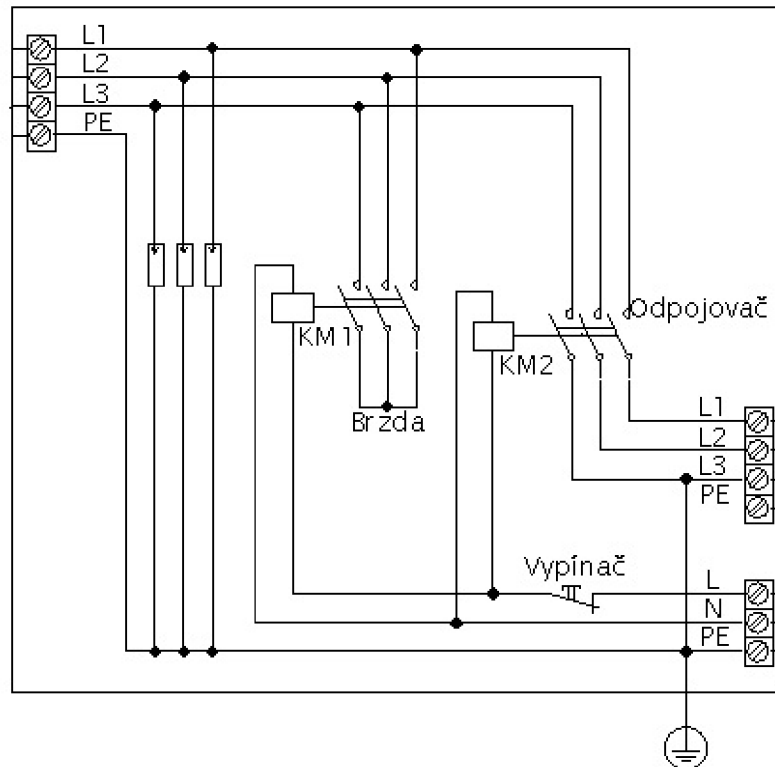 L1
L2
L3
PE
KM1
Brzda
KM2
Odpojovač
L1
L2
L3
PE
Vypínač
L
N
PE